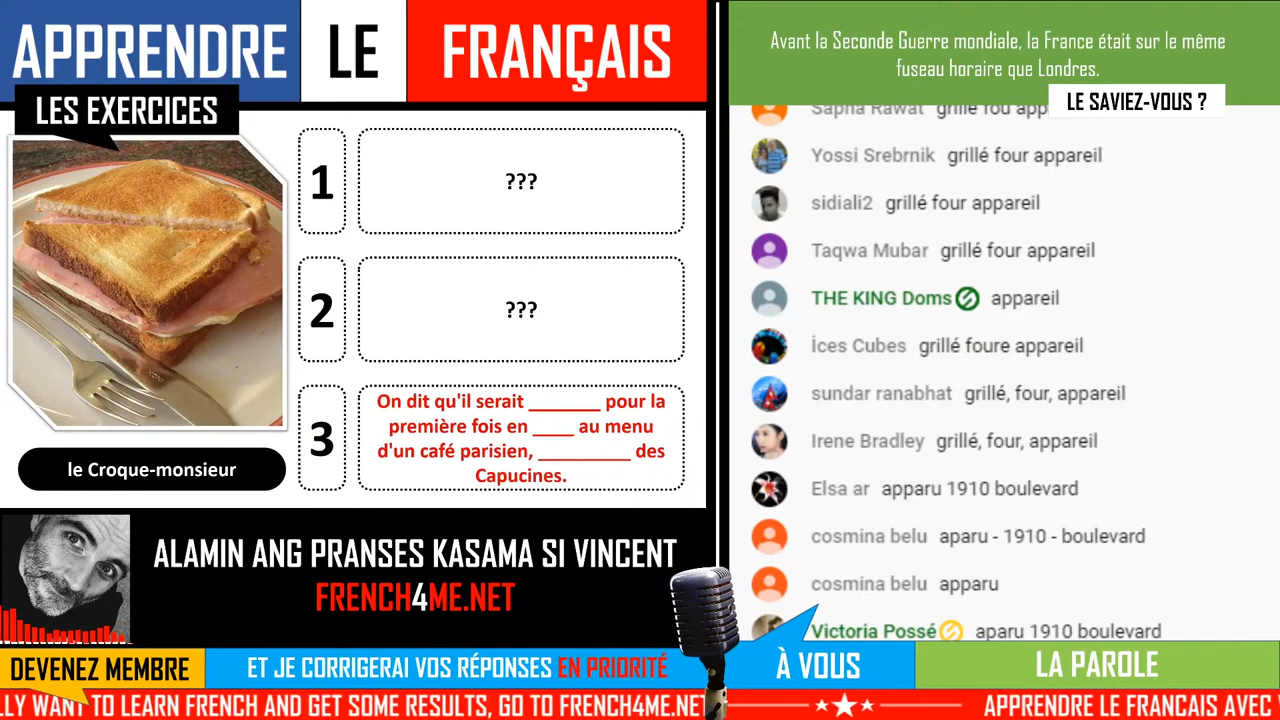 APPRENDRE LE FRANÇAIS
LES EXERCICES
1
???
2
???
3
On dit qu'il serait _______ pour la
première fois en ____ au menu
d'un café parisien, _________ des
Capucines.
le Croque-monsieur
ALAMIN ANG PRANSES KASAMA SI VINCENT
FRENCH4ME.NET
DEVENEZ MEMBRE
ET JE CORRIGERAI VOS RÉPONSES EN PRIORITÉ
Avant la Seconde Guerre mondiale, la France était sur le même
fuseau horaire que Londres.
LE SAVIEZ-VOUS ?
Sapna Rawat grillé fou app
Yossi Srebrnik grillé four appareil
sidiali2 grillé four appareil
Taqwa Mubar grillé four appareil
THE KING Doms appareil
İces Cubes grillé foure appareil
sundar ranabhat grillé, four, appareil
Irene Bradley grillé, four, appareil
Elsa ar apparu 1910 boulevard
cosmina belu aparu - 1910 - boulevard
cosmina belu apparu
Victoria Possé aparu 1910 boulevard
À VOUS
LA PAROLE
LLY WANT TO LEARN FRENCH AND GET SOME RESULTS, GO TO FRENCH4ME.NET
APPRENDRE LE FRANCAIS AVEC